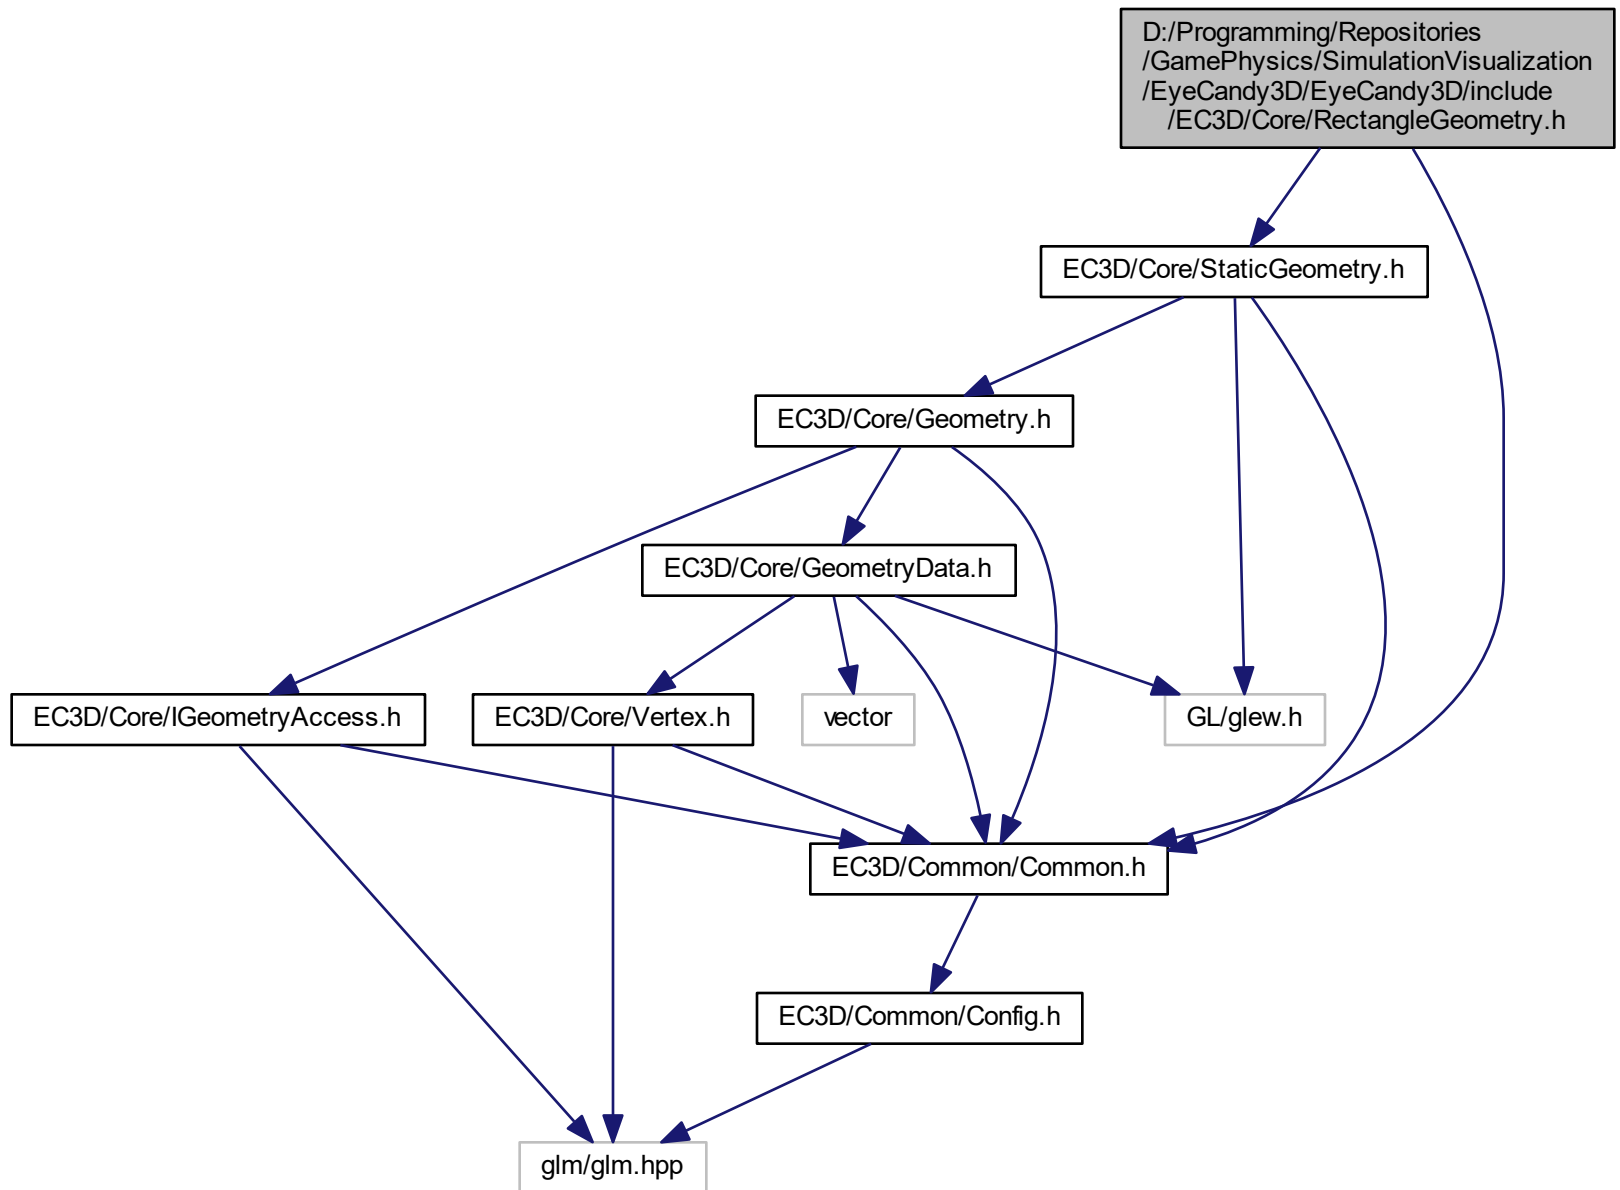 D:/Programming/Repositories
/GamePhysics/SimulationVisualization
/EyeCandy3D/EyeCandy3D/include
/EC3D/Core/RectangleGeometry.h
EC3D/Core/StaticGeometry.h
EC3D/Core/Geometry.h
EC3D/Core/GeometryData.h
EC3D/Core/IGeometryAccess.h
EC3D/Core/Vertex.h
vector
GL/glew.h
EC3D/Common/Common.h
EC3D/Common/Config.h
glm/glm.hpp